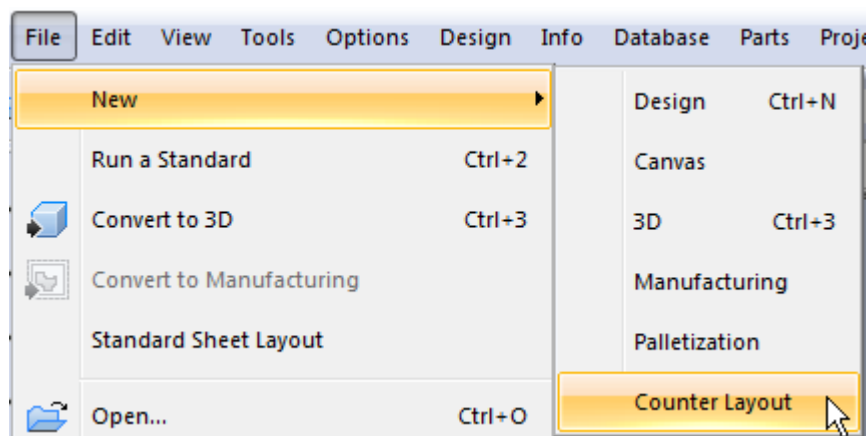 File Edit View Tools Options Design Info Database Parts
New
Run a Standard Ctrl+2
Convert to 3D Ctrl+3
Convert to Manufacturing
Standard Sheet Layout
Open... Ctrl+O
Design Ctrl+N
Canvas
3D Ctrl+3
Manufacturing
Palletization
Counter Layout